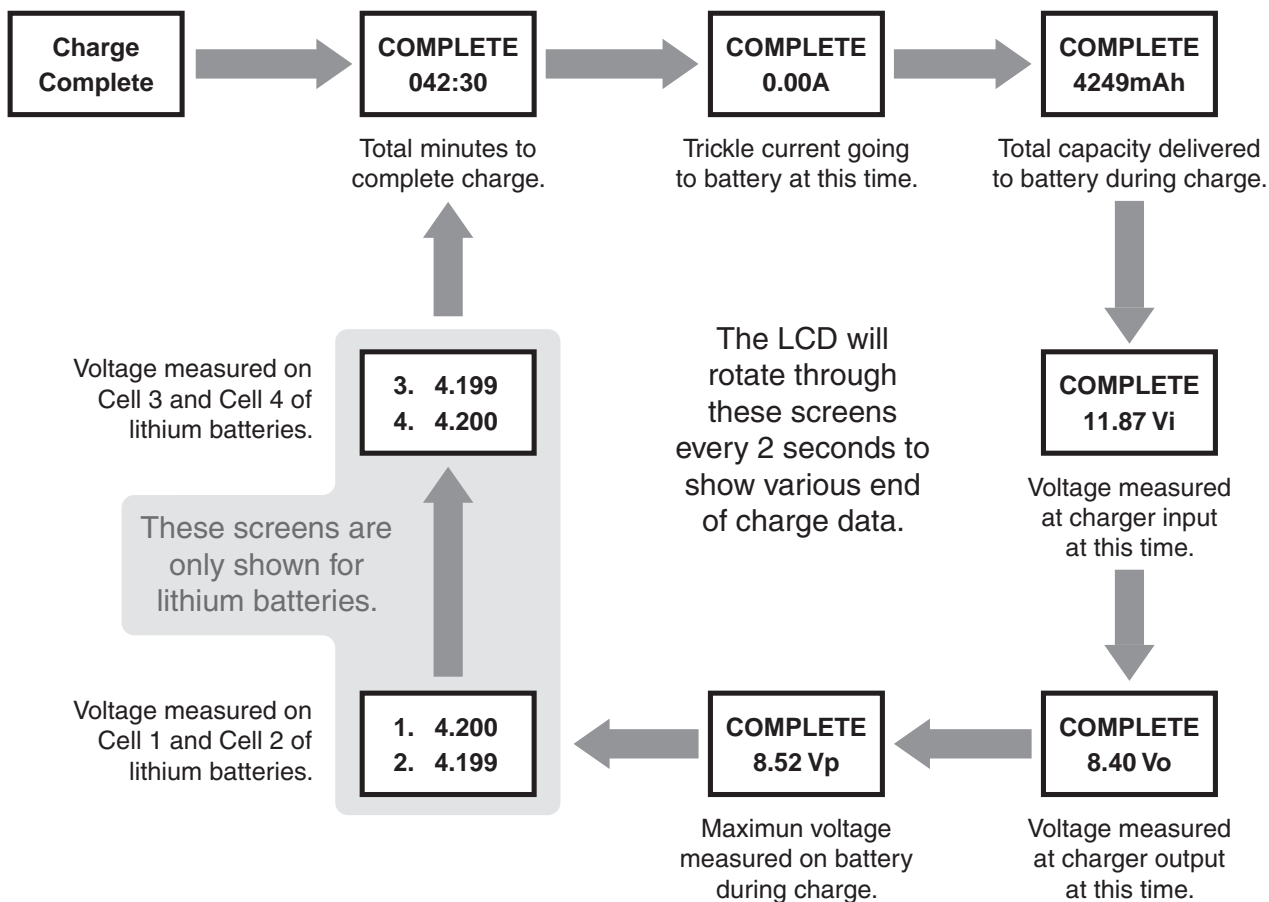 Charge
Complete
COMPLETE
042:30
Total minutes to
complete charge.
COMPLETE
0.00A
Trickle current going
to battery at this time.
COMPLETE
4249mAh
Total capacity delivered
to battery during charge.
COMPLETE
11.87 Vi
Voltage measured
at charger input
at this time.
COMPLETE
8.40 Vo
Voltage measured
at charger output
at this time.
COMPLETE
8.52 Vp
Maximun voltage
measured on battery
during charge.
1. 4.200
2. 4.199
Voltage measured on
Cell 1 and Cell 2 of
lithium batteries.
3. 4.199
4. 4.200
Voltage measured on
Cell 3 and Cell 4 of
lithium batteries.
These screens are
only shown for
lithium batteries.
The LCD will
rotate through
these screens
every 2 seconds to
show various end
of charge data.